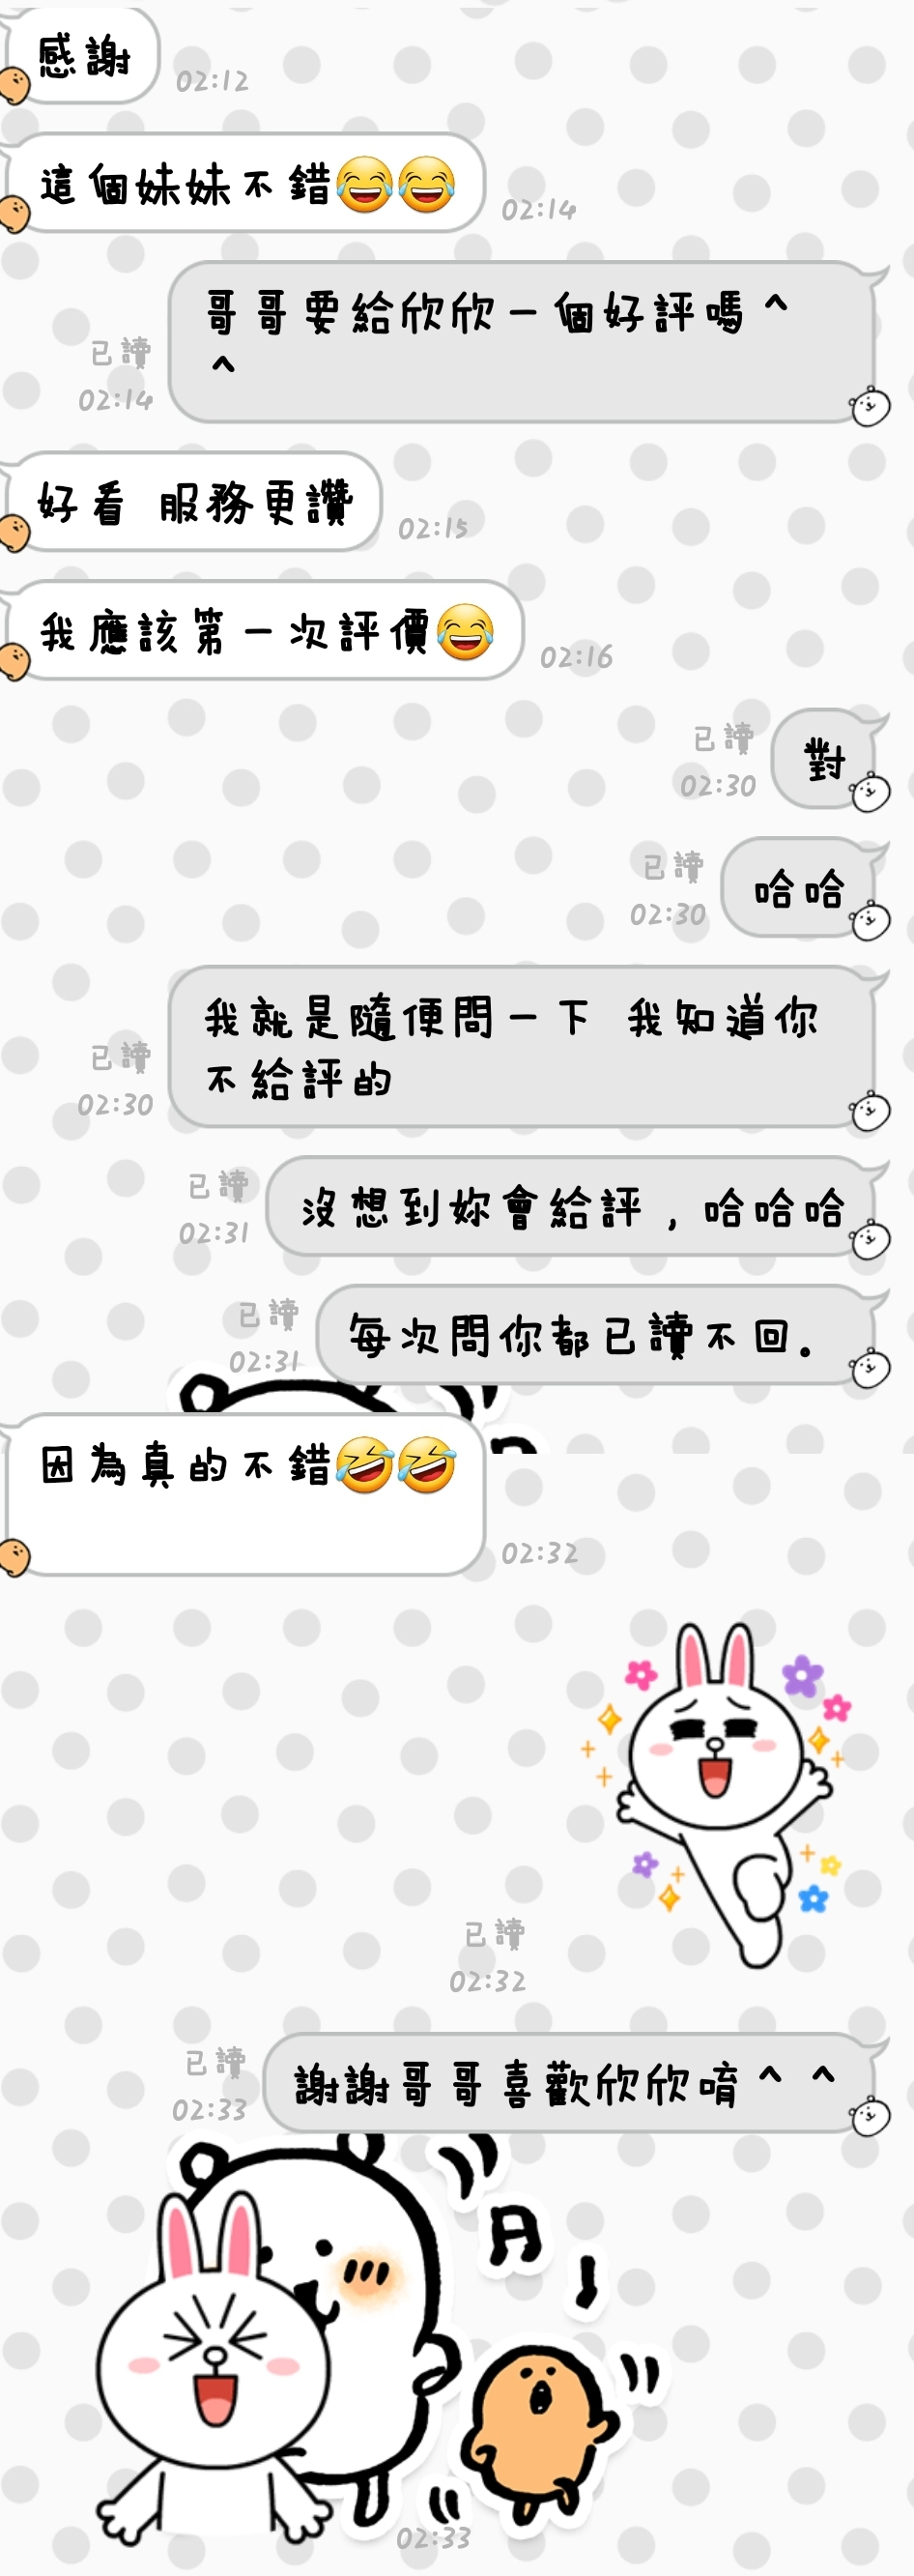 感謝
02:12
這個妹妹不錯😂😂
02:14
哥哥要給欣欣一個好評嗎^
^
已讀
02:14
好看 服務更讚
02:15
我應該第一次評價😂
02:16
已讀
02:30
對
已讀
02:30
哈哈
我就是隨便問一下 我知道你
不給評的
已讀
02:30
已讀
02:31
沒想到妳會給評，哈哈哈
已讀
02:31
每次問你都已讀不回.
因為真的不錯🤣🤣
02:32
已讀
02:32
已讀
02:33
謝謝哥哥喜歡欣欣唷^^
02:33